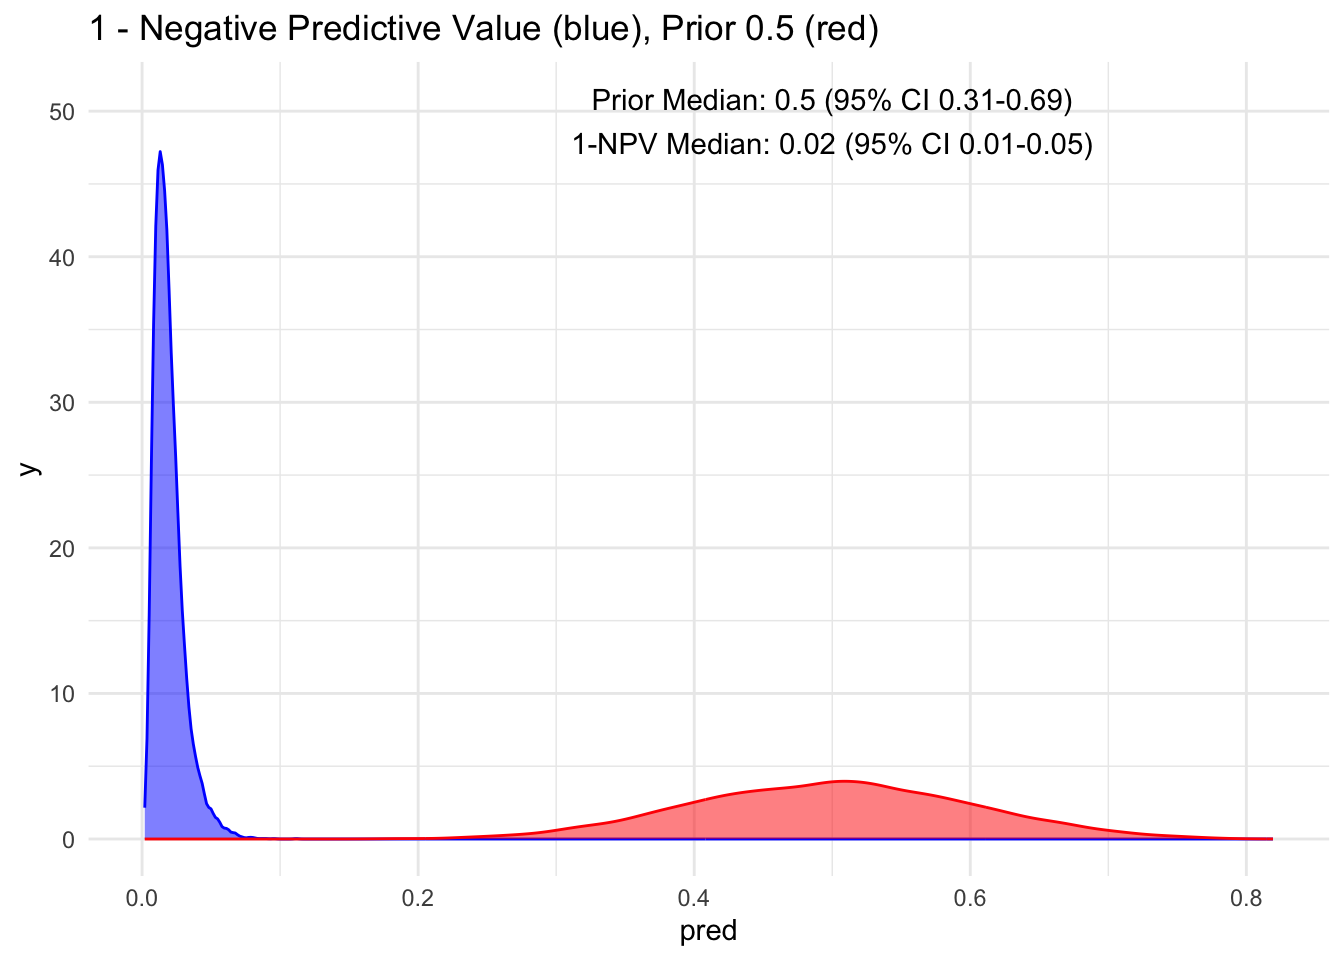 1 - Negative Predictive Value (blue), Prior 0.5 (red)
Prior Median: 0.5 (95% CI 0.31-0.69)
1-NPV Median: 0.02 (95% CI 0.01-0.05)
50
40
30
20
10
0
y
0.0 0.2 0.4 0.6 0.8
pred